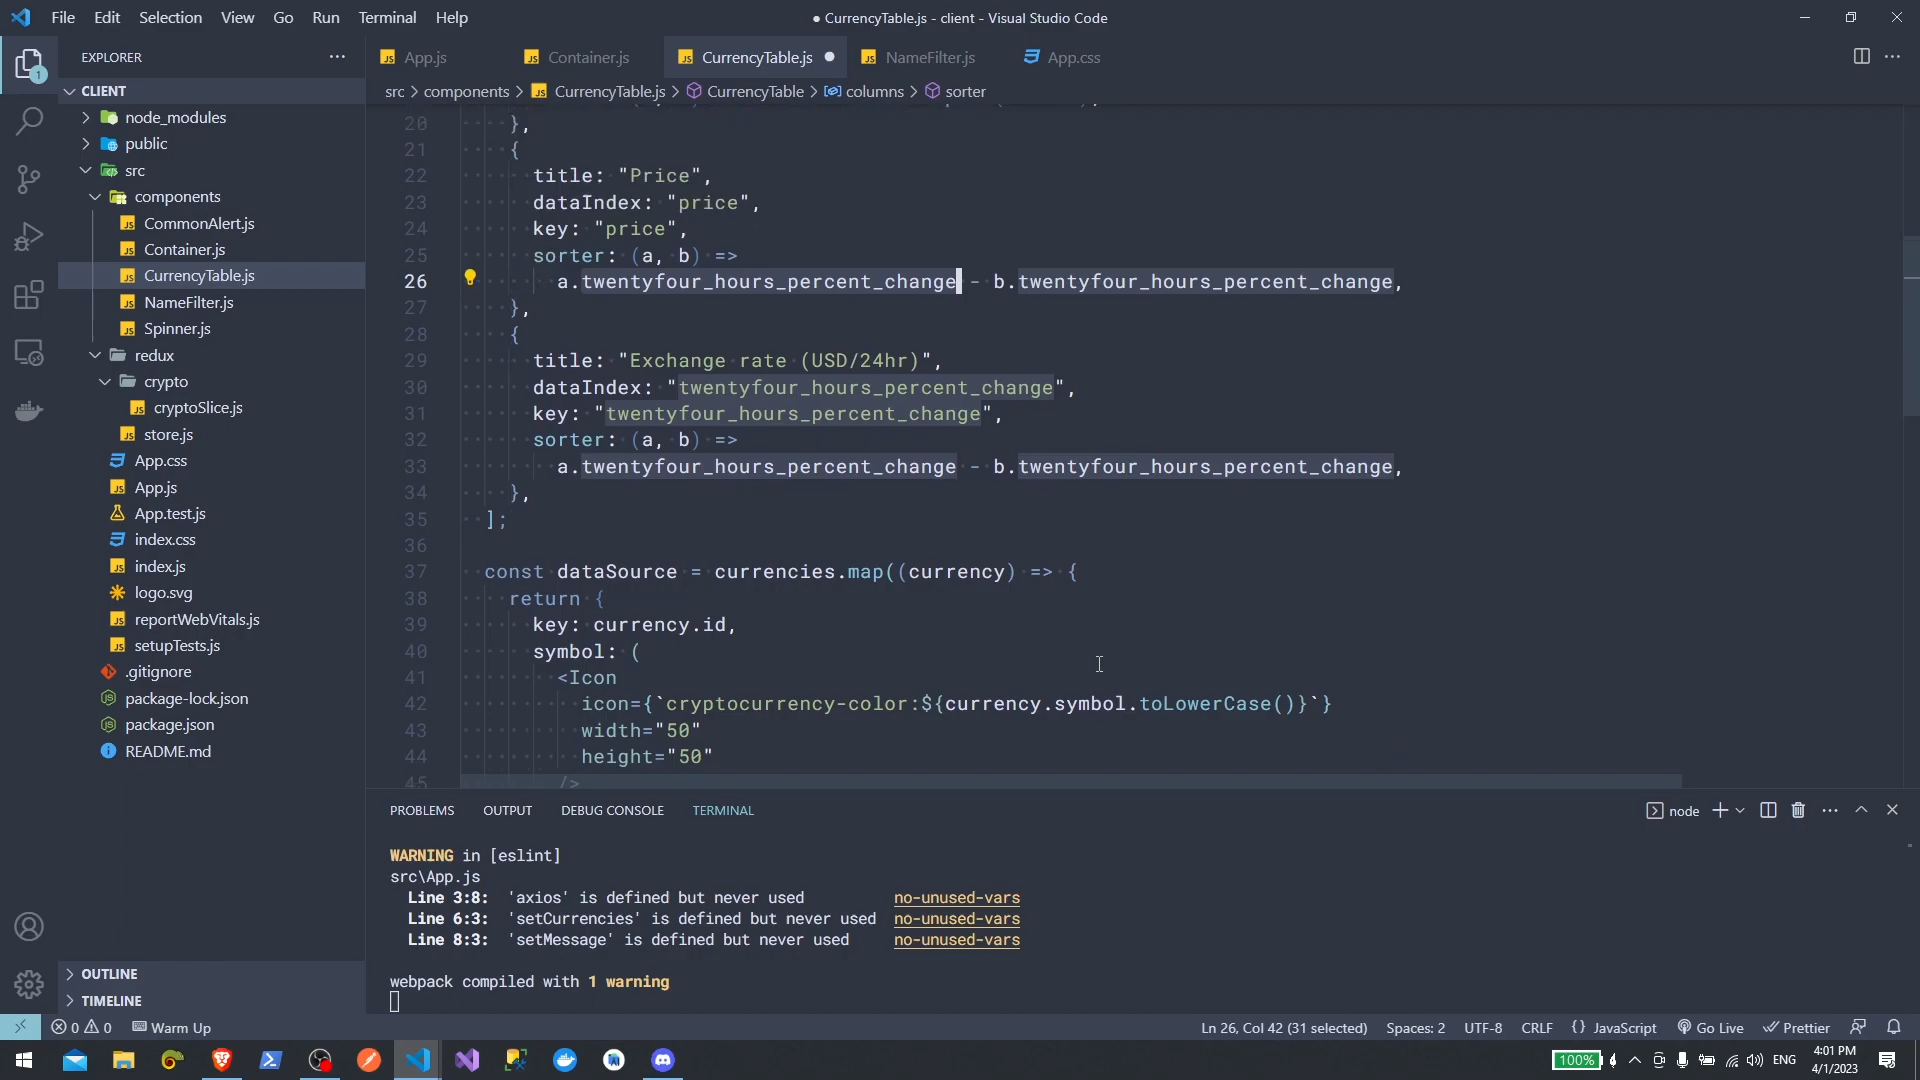 File Edit Selection View Go Run Terminal Help
● CurrencyTable.js - client - Visual Studio Code
EXPLORER
App.js
Container.js
CurrencyTable.js
NameFilter.js
App.css
src > components > CurrencyTable.js > CurrencyTable > columns > sorter
1
CLIENT
node_modules
public
src
components
CommonAlert.js
Container.js
CurrencyTable.js
NameFilter.js
Spinner.js
redux
crypto
cryptoSlice.js
store.js
App.css
App.js
App.test.js
index.css
index.js
logo.svg
reportWebVitals.js
setupTests.js
.gitignore
package-lock.json
package.json
README.md
OUTLINE
TIMELINE
20 },
21 {
22 title: "Price",
23 dataIndex: "price",
24 key: "price",
25 sorter: (a, b) =>
26 a.twentyfour_hours_percent_change - b.twentyfour_hours_percent_change,
27 },
28 {
29 title: "Exchange rate (USD/24hr)",
30 dataIndex: "twentyfour_hours_percent_change",
31 key: "twentyfour_hours_percent_change",
32 sorter: (a, b) =>
33 a.twentyfour_hours_percent_change - b.twentyfour_hours_percent_change,
34 },
35 ];
36
37 const dataSource = currencies.map((currency) => {
38 return {
39 key: currency.id,
40 symbol: (
41 <Icon
42 icon={`cryptocurrency-color:${currency.symbol.toLowerCase()}`}
43 width="50"
44 height="50"
45 />
PROBLEMS OUTPUT DEBUG CONSOLE TERMINAL
node
WARNING in [eslint]
src\App.js
Line 3:8: 'axios' is defined but never used no-unused-vars
Line 6:3: 'setCurrencies' is defined but never used no-unused-vars
Line 8:3: 'setMessage' is defined but never used no-unused-vars
webpack compiled with 1 warning
0 0 Warm Up
Ln 26, Col 42 (31 selected) Spaces: 2 UTF-8 CRLF {} JavaScript Go Live Prettier
100% ENG
4:01 PM
4/1/2023